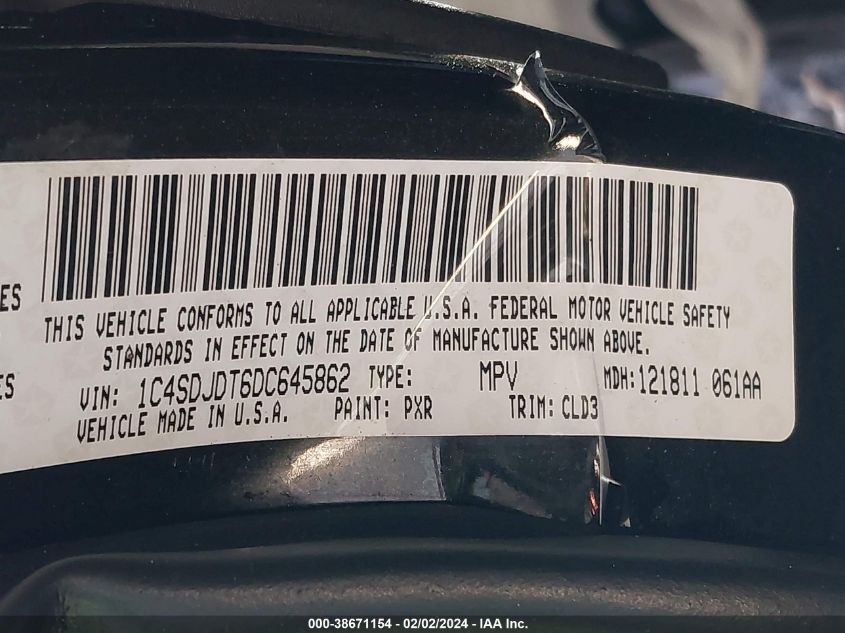 ES
THIS VEHICLE CONFORMS TO ALL APPLICABLE U.S.A. FEDERAL MOTOR VEHICLE SAFETY
STANDARDS IN EFFECT ON THE DATE OF MANUFACTURE SHOWN ABOVE.
ES
VIN: 1C4SDJDT6DC645862 TYPE: MPV MDH:121811 061AA
VEHICLE MADE IN U.S.A. PAINT: PXR TRIM: CLD3
000-38671154 - 02/02/2024 - IAA Inc.